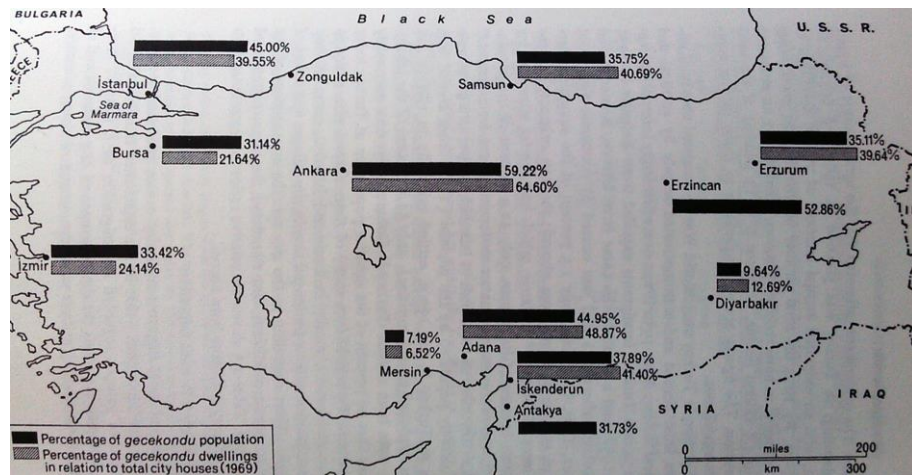 BULGARIA
Black Sea
U. S. S. R.
GREECE
45.00%
39.55%
İstanbul
Zonguldak
35.75%
40.69%
Samsun
Sea of
Marmara
31.14%
21.64%
Bursa
59.22%
64.60%
Ankara
35.11%
39.64%
Erzurum
Erzincan
52.86%
33.42%
24.14%
İzmir
9.64%
12.69%
Diyarbakır
7.19%
6,52%
Mersin
44.95%
48.87%
Adana
37.89%
41.40%
İskenderun
Antakya
31.73%
SYRIA
IRAQ
I
Percentage of gecekondu population
Percentage of gecekondu dwellings
in relation to total city houses (1969)
0 miles 200
0 km 300